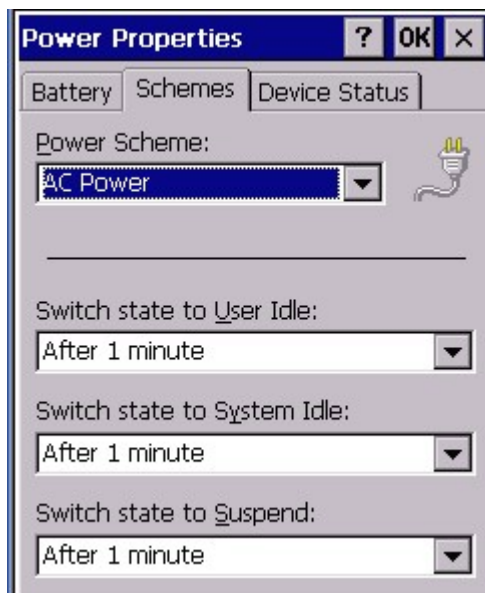 Power Properties ? OK ×
Battery Schemes Device Status
Power Scheme:
AC Power
Switch state to User Idle:
After 1 minute
Switch state to System Idle:
After 1 minute
Switch state to Suspend:
After 1 minute